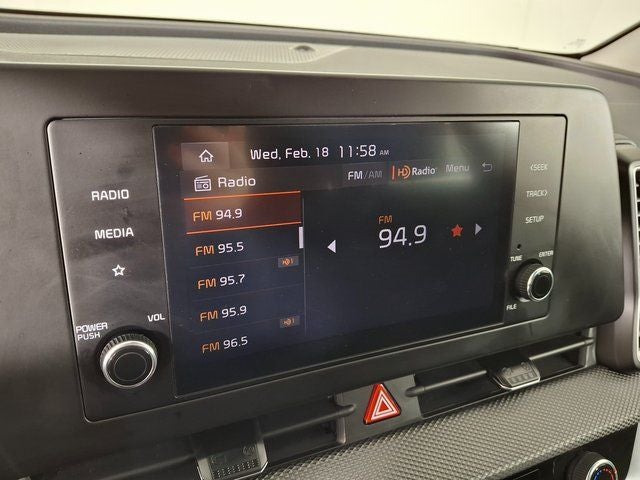 Wed, Feb. 18 11:58 AM
Radio FM/AM HD Radio Menu
FM 94.9
FM 95.5
HD1
FM 95.7
FM 95.9
HD1
FM 96.5
FM
94.9
RADIO
MEDIA
POWER
PUSH
VOL
<SEEK
TRACK>
SETUP
TUNE
ENTER
FILE